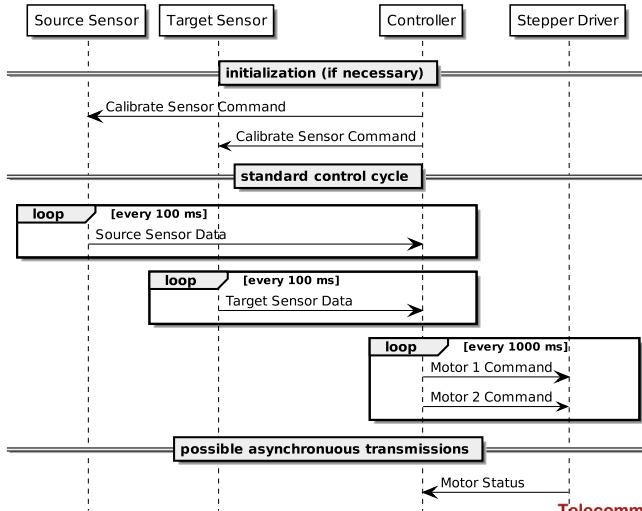 Source Sensor
Target Sensor
Controller
Stepper Driver
initialization (if necessary)
Calibrate Sensor Command
Calibrate Sensor Command
standard control cycle
loop [every 100 ms]
Source Sensor Data
loop [every 100 ms]
Target Sensor Data
loop [every 1000 ms]
Motor 1 Command
Motor 2 Command
possible asynchronuous transmissions
Motor Status